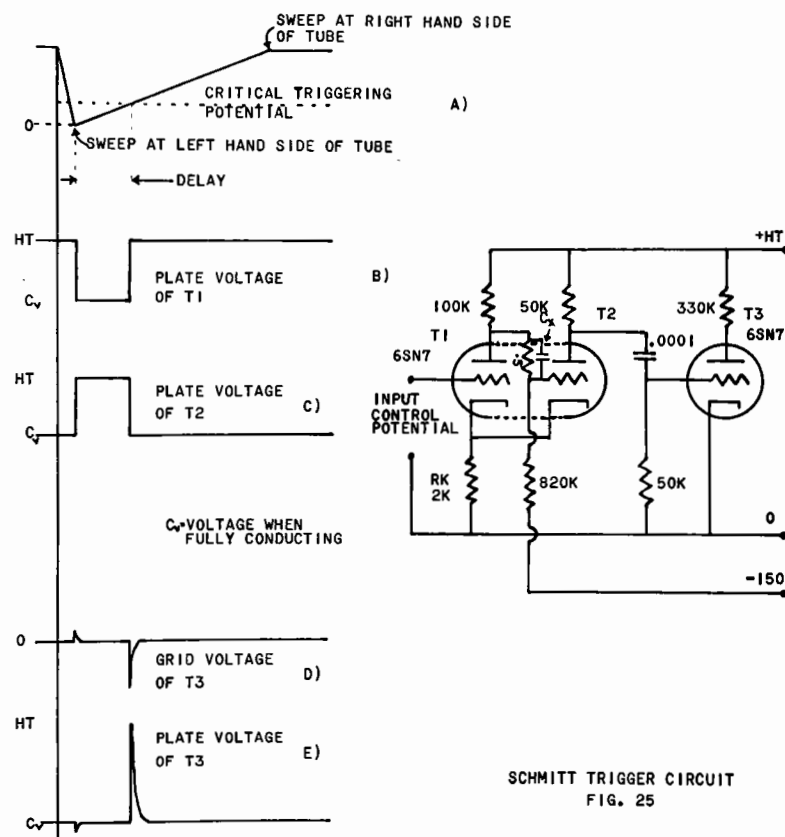 SWEEP AT RIGHT HAND SIDE
OF TUBE
CRITICAL TRIGGERING
POTENTIAL
A)
O
SWEEP AT LEFT HAND SIDE OF TUBE
DELAY
HT
PLATE VOLTAGE
OF T1
B)
Cv
HT
PLATE VOLTAGE
OF T2
C)
Cv
Cv=VOLTAGE WHEN
FULLY CONDUCTING
O
GRID VOLTAGE
OF T3
D)
HT
PLATE VOLTAGE
OF T3
E)
Cv
+HT
100K
50K
T2
330K
T3
Cx
T1
.0001
6SN7
6SN7
.5
INPUT
CONTROL
POTENTIAL
RK
2K
820K
50K
O
-150
SCHMITT TRIGGER CIRCUIT
FIG. 25